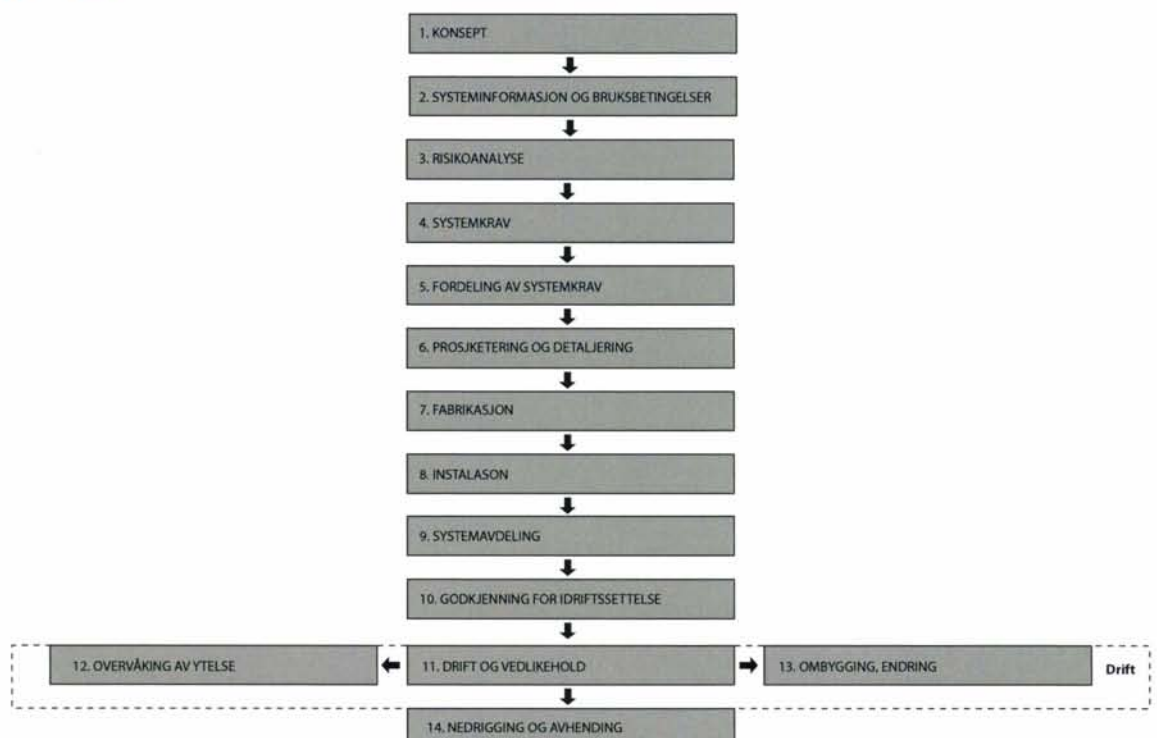 1. KONSEPT
2. SYSTEMINFORMASJON OG BRUKSBETINGELSER
3. RISIKOANALYSE
4. SYSTEMKRAV
5. FORDELING AV SYSTEMKRAV
6. PROSJKETERING OG DETALJERING
7. FABRIKASJON
8. INSTALASON
9. SYSTEMAVDELING
10. GODKJENNING FOR IDRIFTSSETTELSE
12. OVERVÅKING AV YTELSE
11. DRIFT OG VEDLIKEHOLD
13. OMBYGGING, ENDRING
Drift
14. NEDRIGGING OG AVHENDING